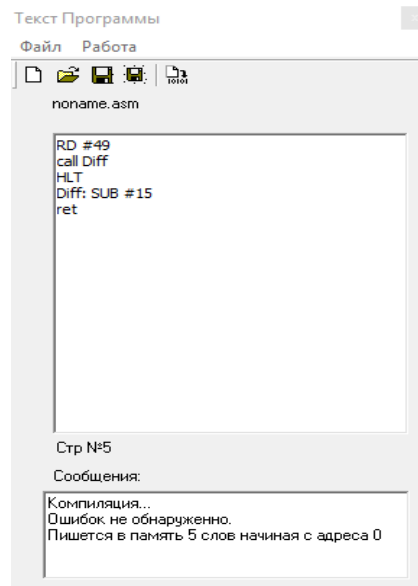 Текст Программы
Файл Работа
noname.asm
RD #49
call Diff
HLT
Diff: SUB #15
ret
Стр №5
Сообщения:
Компиляция...
Ошибок не обнаруженно.
Пишется в память 5 слов начиная с адреса 0